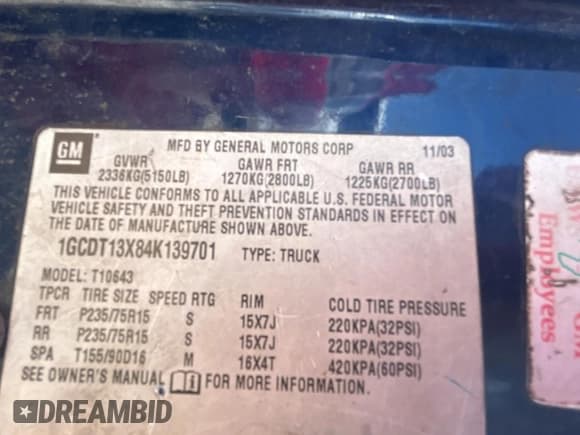 GM
MFD BY GENERAL MOTORS CORP 11/03
GVWR GAWR FRT GAWR RR
2336KG(5150LB) 1270KG(2800LB) 1225KG(2700LB)
THIS VEHICLE CONFORMS TO ALL APPLICABLE U.S. FEDERAL MOTOR
VEHICLE SAFETY AND THEFT PREVENTION STANDARDS IN EFFECT ON
THE DATE OF MANUFACTURE SHOWN ABOVE.
1GCDT13X84K139701 TYPE: TRUCK
MODEL: T10643
TPCR TIRE SIZE SPEED RTG RIM COLD TIRE PRESSURE
FRT P235/75R15 S 15X7J 220KPA(32PSI)
RR P235/75R15 S 15X7J 220KPA(32PSI)
SPA T155/90D16 M 16X4T 420KPA(60PSI)
SEE OWNER'S MANUAL FOR MORE INFORMATION.
Employees
DREAMBID